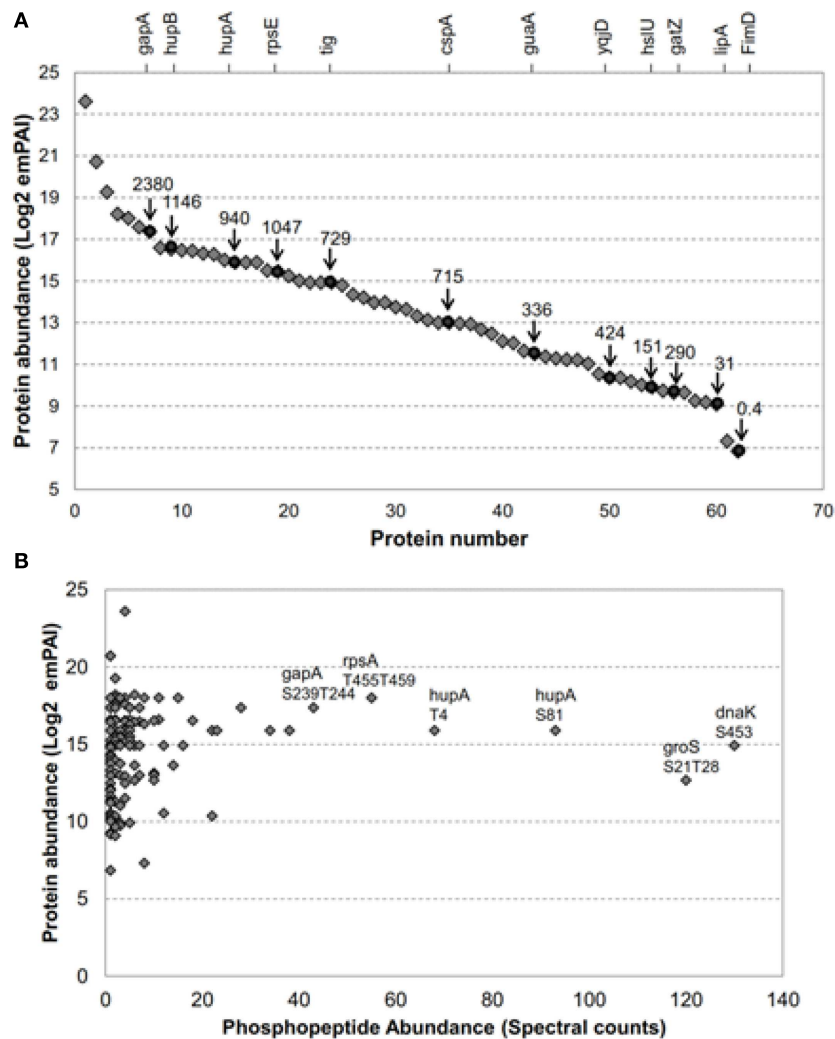 A
gapA hupB hupA rpsE tig cspA guaA yqjD hslU gatZ lipA FimD
25
23
21
19
17
15
13
11
9
7
5
Protein abundance (Log2 emPAI)
2380
1146
940
1047
729
715
336
424
151
290
31
0.4
0 10 20 30 40 50 60 70
Protein number
B
25
20
15
10
5
0
Protein abundance (Log2 emPAI)
gapA
S239T244
rpsA
T455T459
hupA
T4
hupA
S81
dnaK
S453
groS
S21T28
0 20 40 60 80 100 120 140
Phosphopeptide Abundance (Spectral counts)